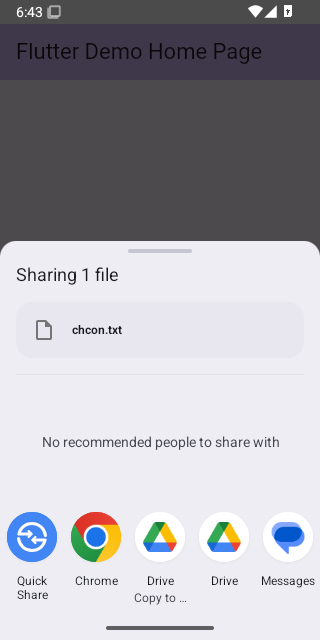 6:43
Flutter Demo Home Page
Sharing 1 file
chcon.txt
No recommended people to share with
Quick Share
Chrome
Drive
Copy to ...
Drive
Messages